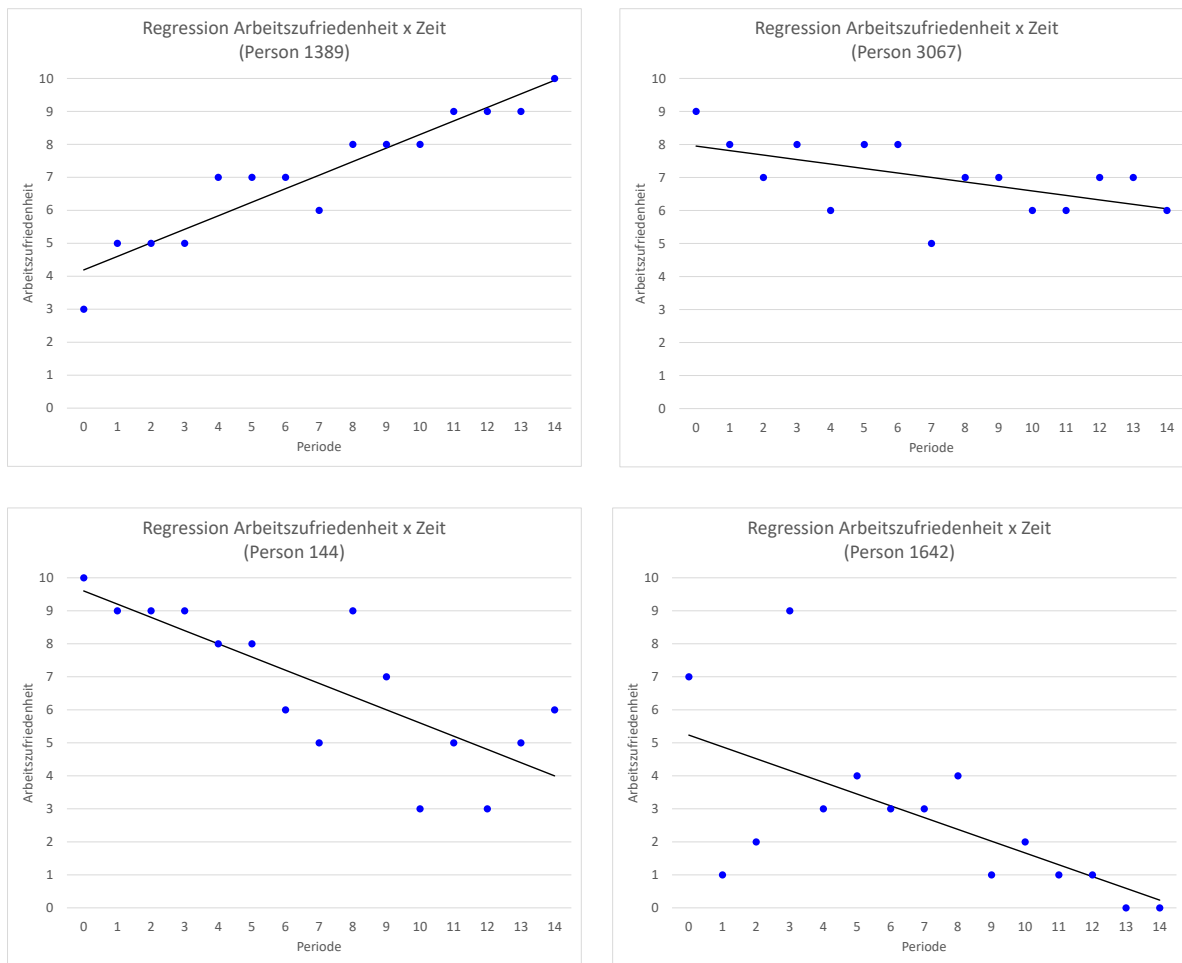 Regression Arbeitszufriedenheit x Zeit
(Person 1389)
Arbeitszufriedenheit
10
9
8
7
6
5
4
3
2
1
0
0 1 2 3 4 5 6 7 8 9 10 11 12 13 14
Periode
Regression Arbeitszufriedenheit x Zeit
(Person 3067)
Arbeitszufriedenheit
10
9
8
7
6
5
4
3
2
1
0
0 1 2 3 4 5 6 7 8 9 10 11 12 13 14
Periode
Regression Arbeitszufriedenheit x Zeit
(Person 144)
Arbeitszufriedenheit
10
9
8
7
6
5
4
3
2
1
0
0 1 2 3 4 5 6 7 8 9 10 11 12 13 14
Periode
Regression Arbeitszufriedenheit x Zeit
(Person 1642)
Arbeitszufriedenheit
10
9
8
7
6
5
4
3
2
1
0
0 1 2 3 4 5 6 7 8 9 10 11 12 13 14
Periode